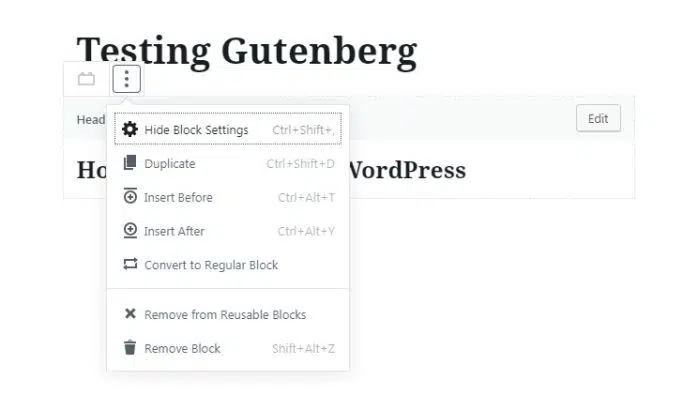 Testing Gutenberg
Head
Edit
Ho
WordPress
Hide Block Settings Ctrl+Shift+,
Duplicate Ctrl+Shift+D
Insert Before Ctrl+Alt+T
Insert After Ctrl+Alt+Y
Convert to Regular Block
Remove from Reusable Blocks
Remove Block Shift+Alt+Z